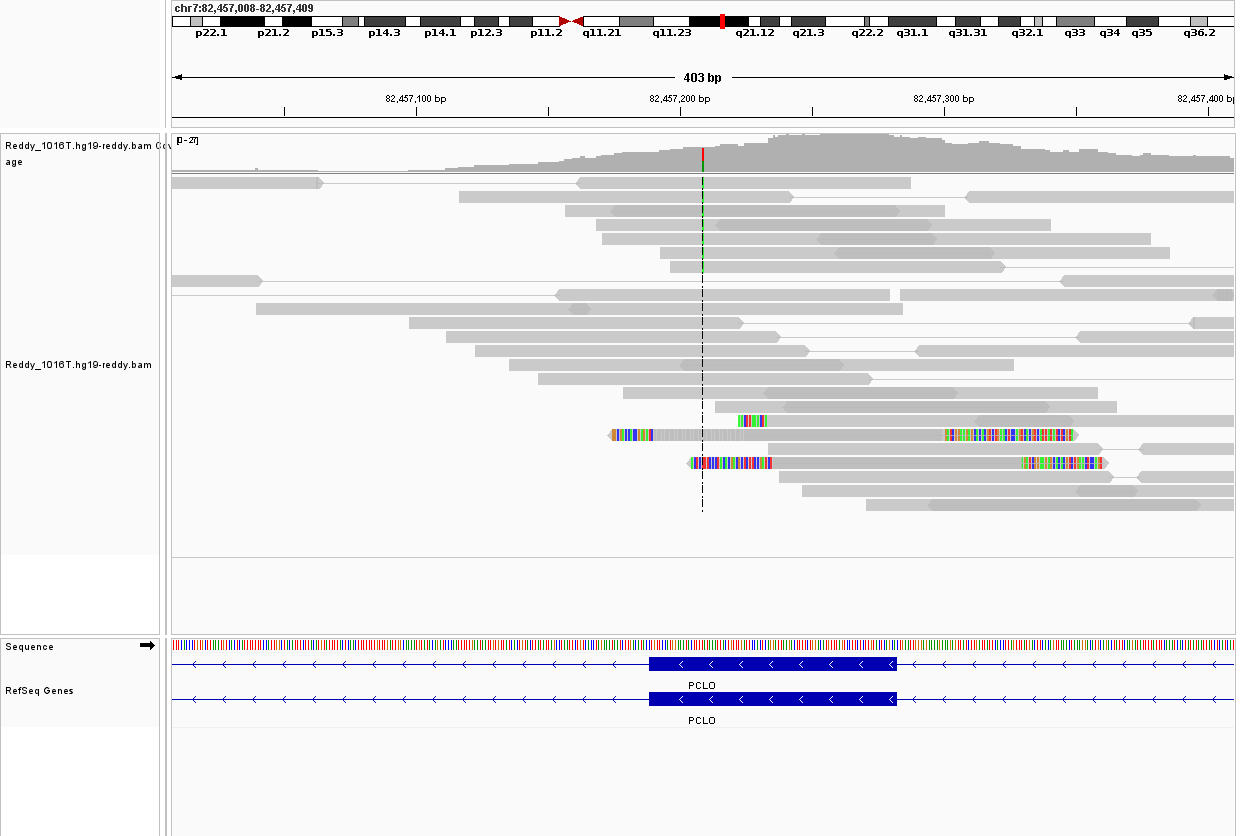 chr7:82,457,008-82,457,409
p22.1 p21.2 p15.3 p14.3 p14.1 p12.3 p11.2 q11.21 q11.23 q21.12 q21.3 q22.2 q31.1 q31.31 q32.1 q33 q34 q35 q36.2
403 bp
82,457,100 bp 82,457,200 bp 82,457,300 bp 82,457,400 bp
[0 - 27]
Reddy_1016T.hg19-reddy.bam Cov
age
Reddy_1016T.hg19-reddy.bam
Sequence
RefSeq Genes
PCLO
PCLO